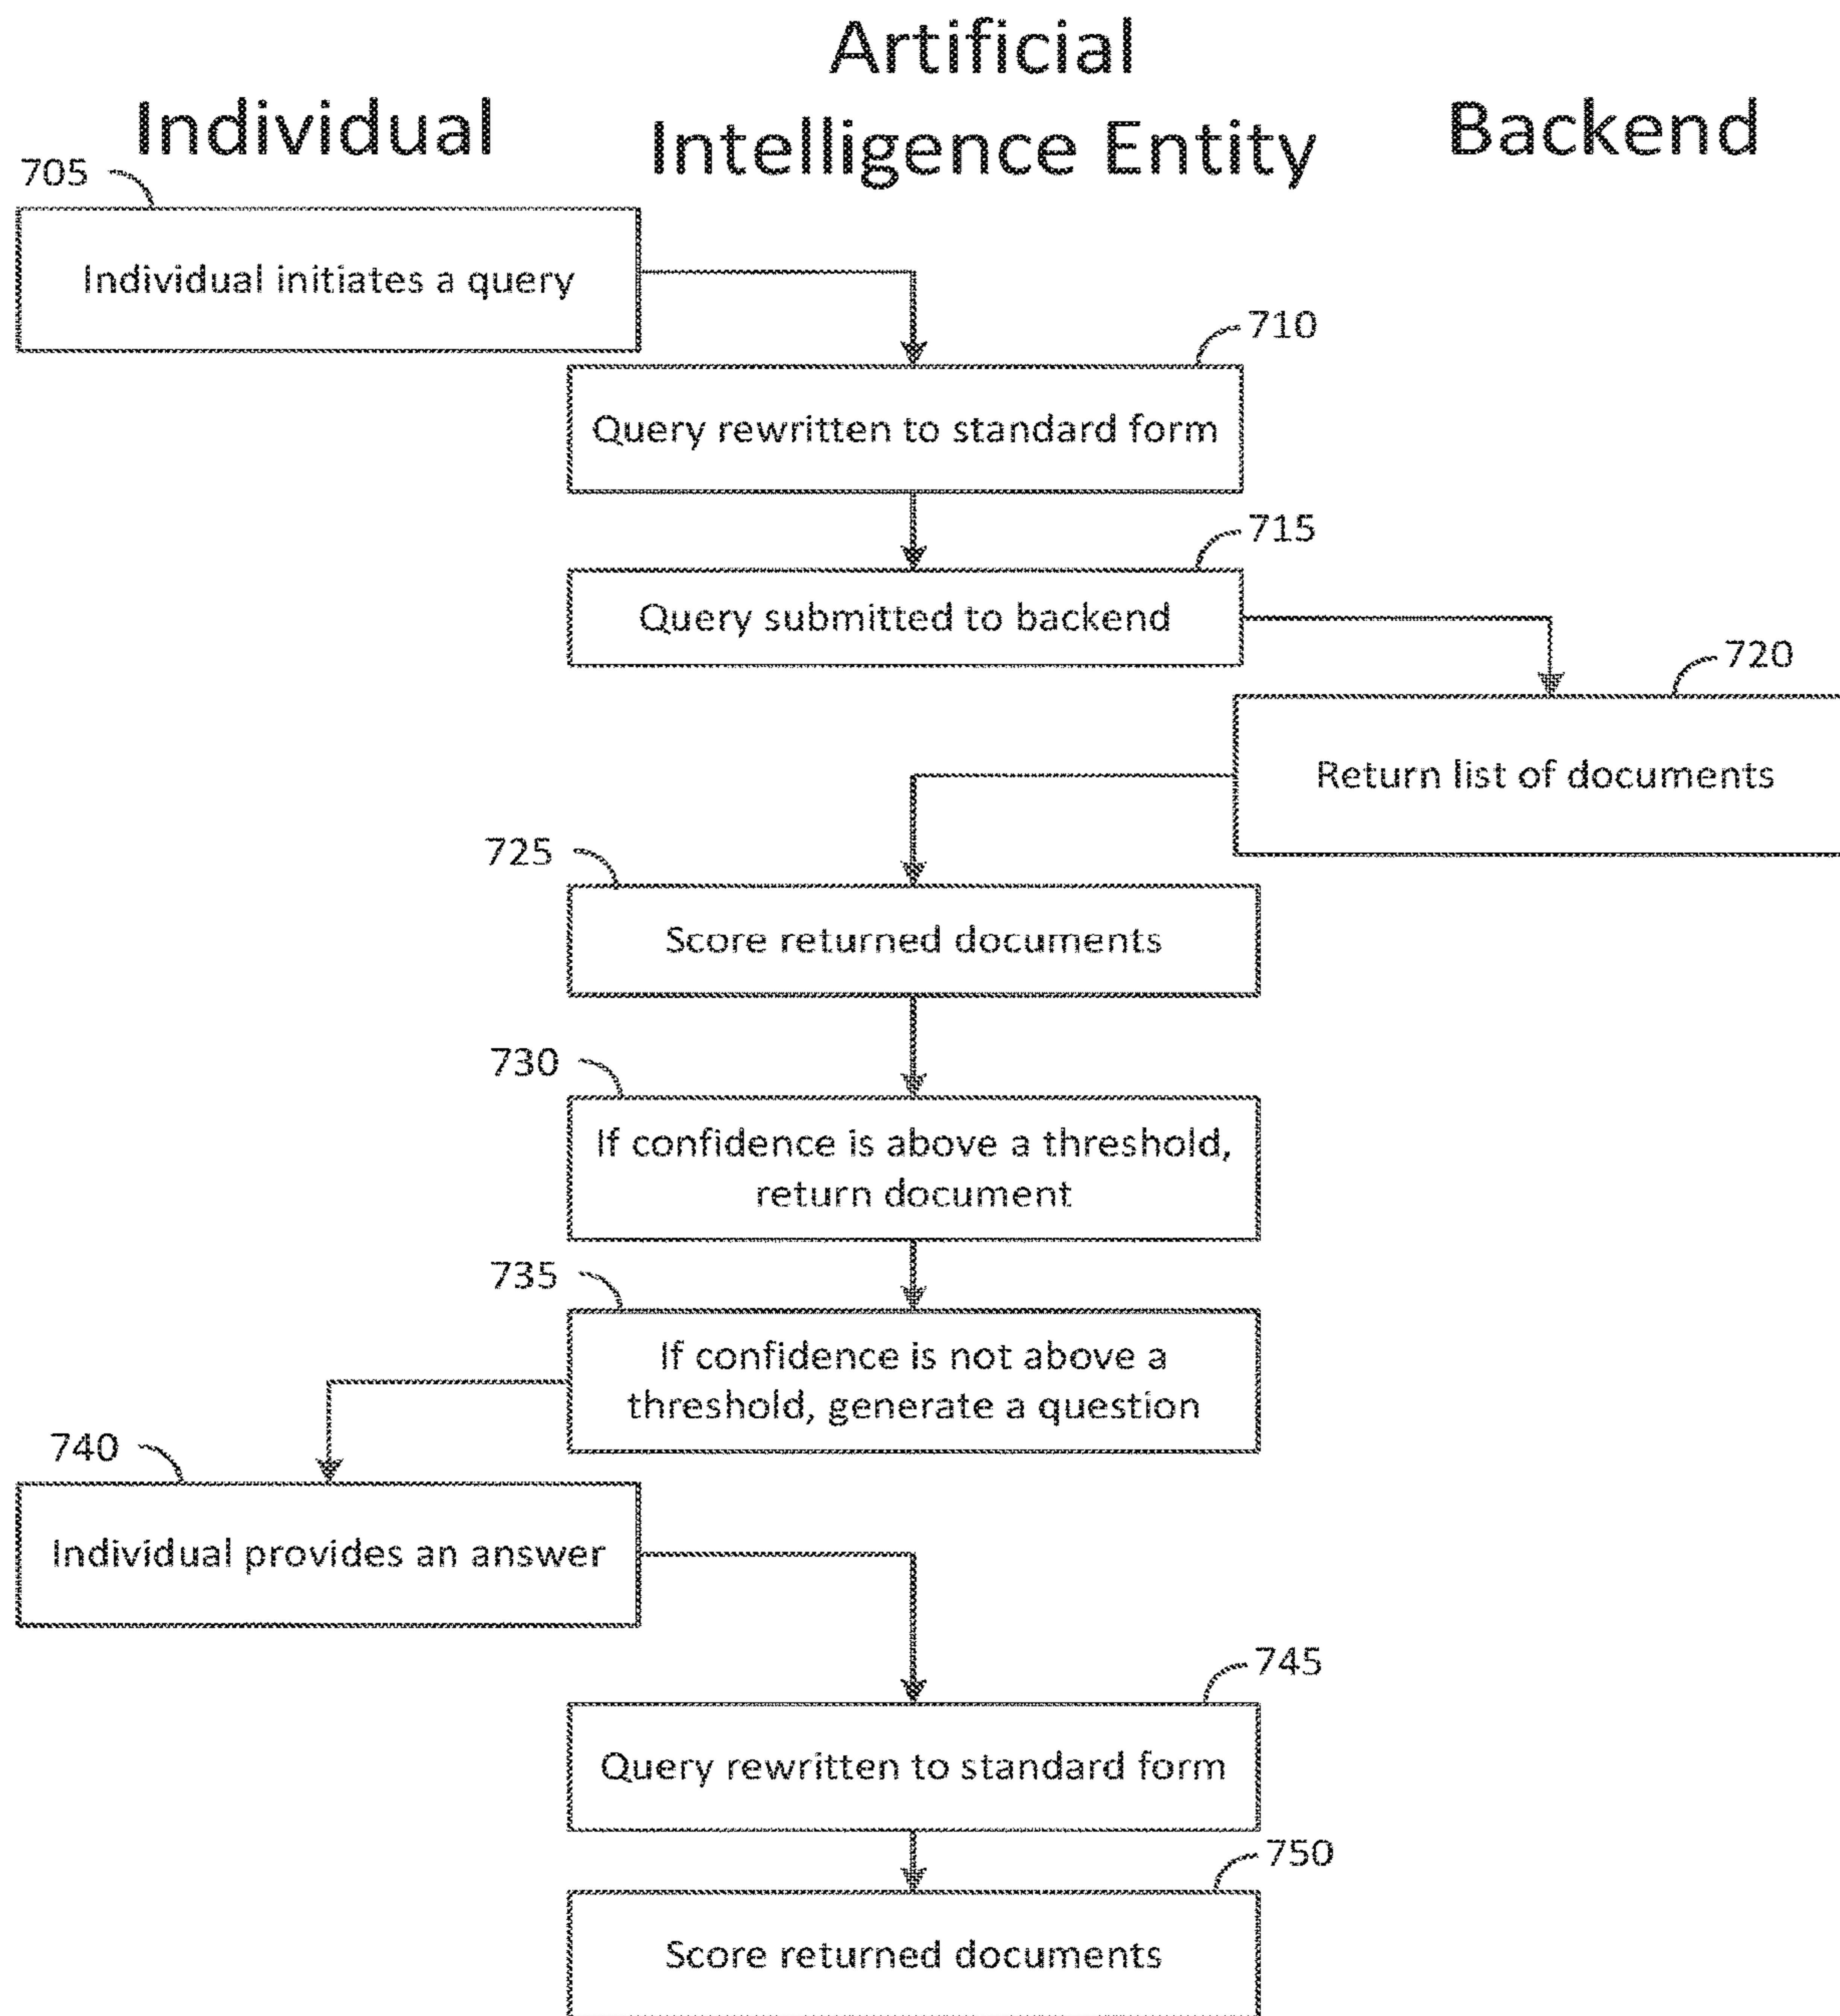 Artificial
Individual
Intelligence Entity
Backend
705
Individual initiates a query
710
Query rewritten to standard form
715
Query submitted to backend
720
Return list of documents
725
Score returned documents
730
If confidence is above a threshold,
return document
735
If confidence is not above a
threshold, generate a question
740
Individual provides an answer
745
Query rewritten to standard form
750
Score returned documents